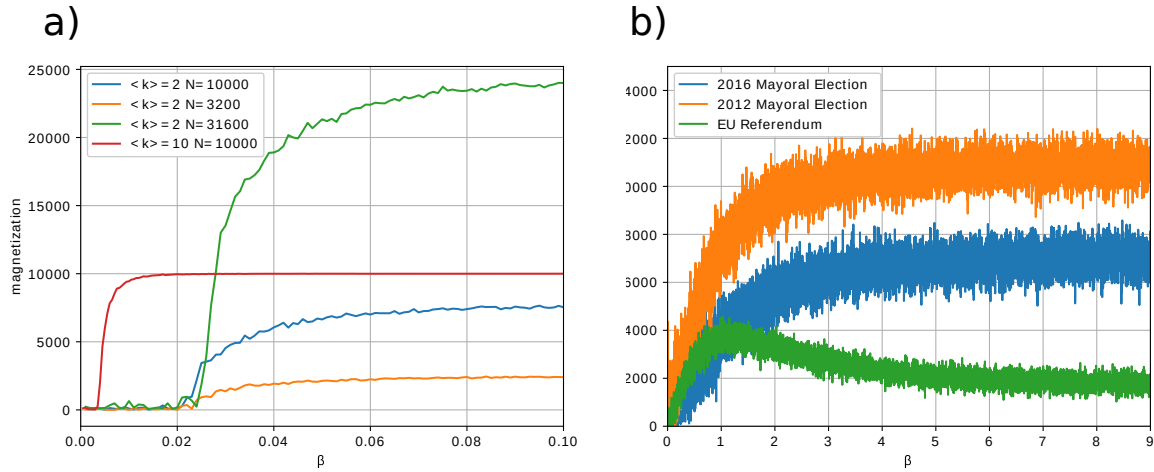 a)
b)
25000
20000
15000
10000
5000
0
magnetization
< k> = 2 N= 10000
< k> = 2 N= 3200
< k> = 2 N= 31600
< k> = 10 N= 10000
0.00 0.02 0.04 0.06 0.08 0.10
β
4000
2000
0000
8000
6000
4000
2000
0
2016 Mayoral Election
2012 Mayoral Election
EU Referendum
0 1 2 3 4 5 6 7 8 9
β